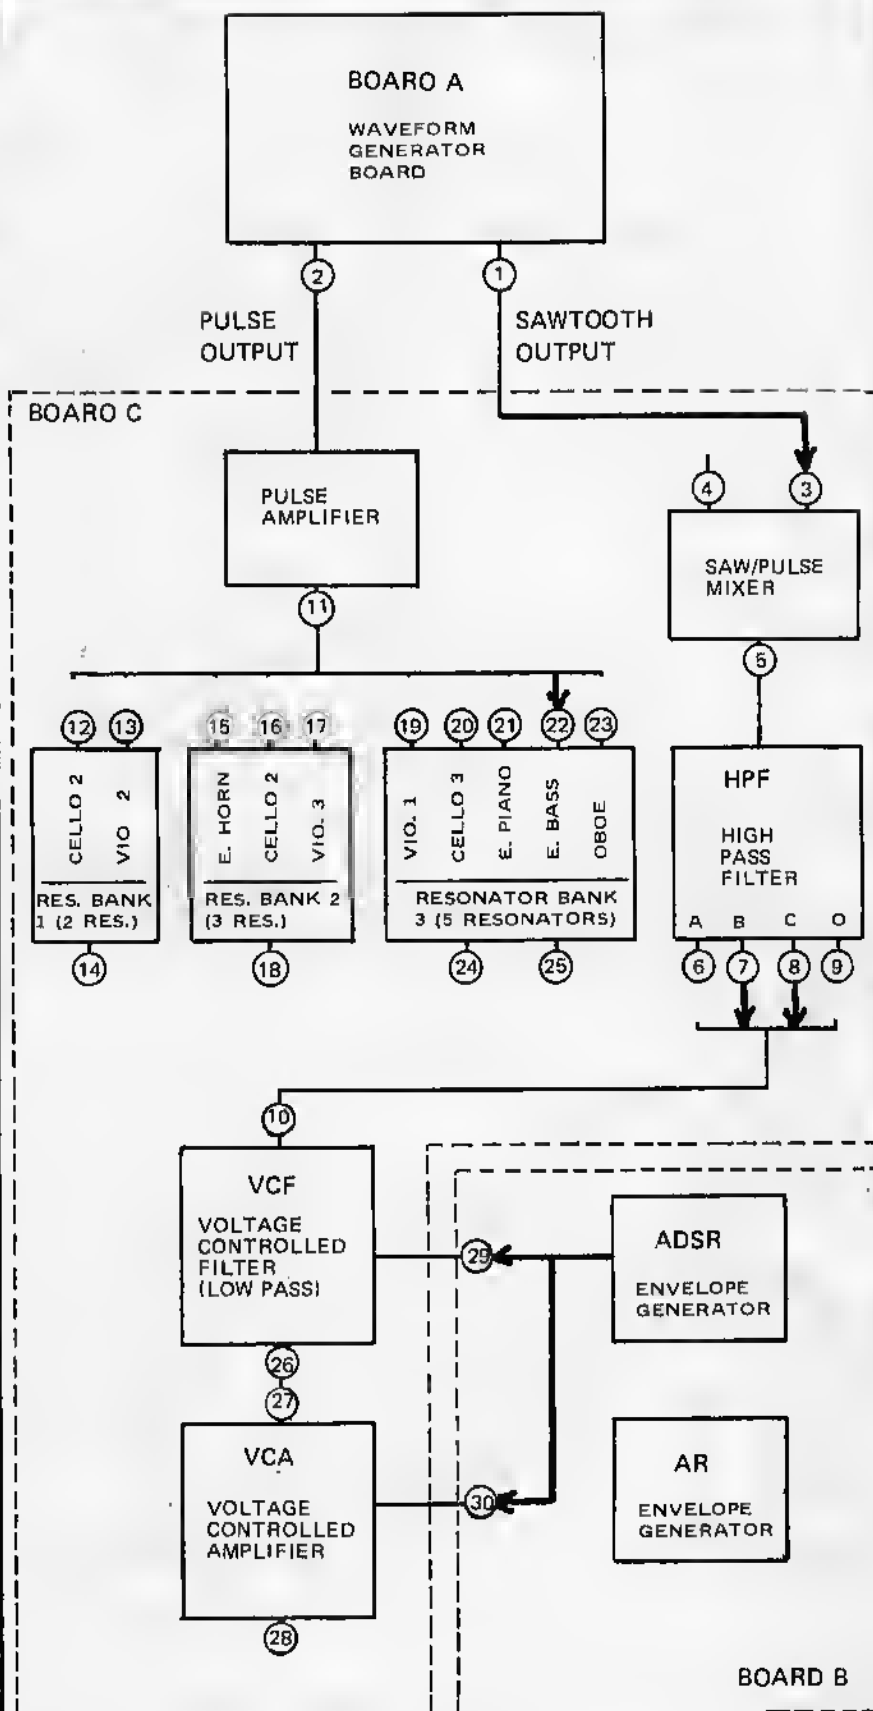 BOARO A
WAVEFORM
GENERATOR
BOARD
2
1
PULSE
OUTPUT
SAWTOOTH
OUTPUT
BOARO C
PULSE
AMPLIFIER
4
3
SAW/PULSE
MIXER
11
5
12
13
15
16
17
19
20
21
22
23
CELLO 2
VIO 2
E. HORN
CELLO 2
VIO. 3
VIO. 1
CELLO 3
E. PIANO
E. BASS
OBOE
RES. BANK
1 (2 RES.)
RES. BANK 2
(3 RES.)
RESONATOR BANK
3 (5 RESONATORS)
HPF
HIGH
PASS
FILTER
A B C O
14
18
24
25
6
7
8
9
10
VCF
VOLTAGE
CONTROLLED
FILTER
(LOW PASS)
29
ADSR
ENVELOPE
GENERATOR
26
27
VCA
VOLTAGE
CONTROLLED
AMPLIFIER
30
AR
ENVELOPE
GENERATOR
28
BOARD B